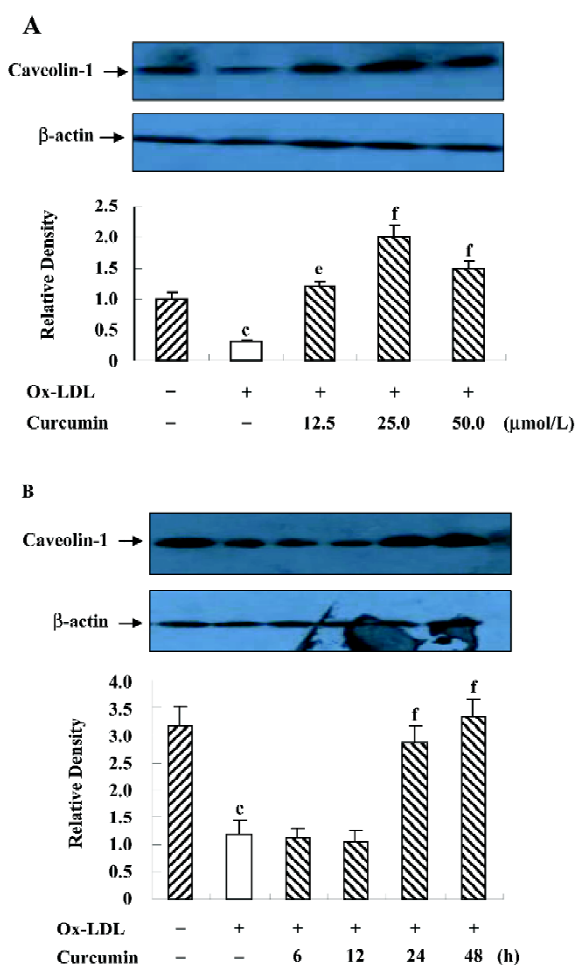 A
Caveolin-1
β-actin
Relative Density
2.5
2.0
1.5
1.0
0.5
0
c
e
f
f
Ox-LDL – + + + +
Curcumin – – 12.5 25.0 50.0 (μmol/L)
B
Caveolin-1
β-actin
Relative Density
4.0
3.5
3.0
2.5
2.0
1.5
1.0
0.5
0
c
f
f
Ox-LDL – + + + + +
Curcumin – – 6 12 24 48 (h)